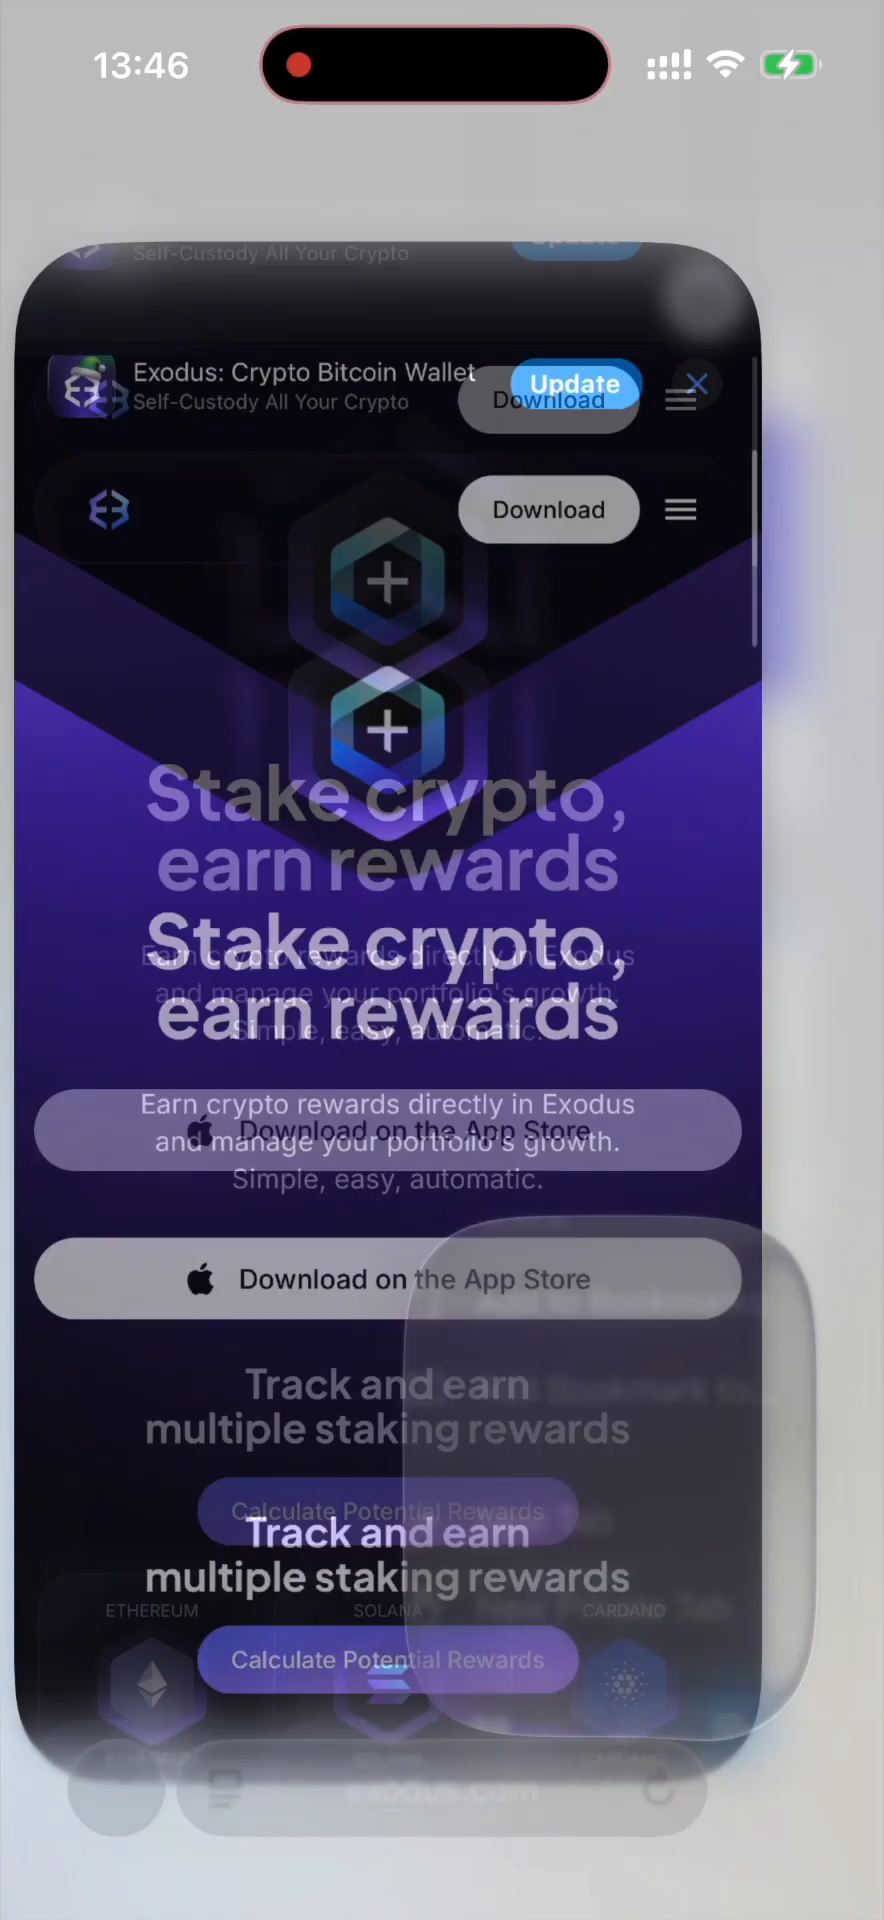 13:46
Self-Custody All Your Crypto
Update
Exodus: Crypto Bitcoin Wallet
Self-Custody All Your Crypto
Update
Download
Download
Stake crypto,
earn rewards
Stake crypto,
earn rewards
Earn crypto rewards directly in Exodus
and manage your portfolio's growth.
Simple, easy, automatic.
Earn crypto rewards directly in Exodus
and manage your portfolio's growth.
Simple, easy, automatic.
Download on the App Store
Download on the App Store
Track and earn
multiple staking rewards
Calculate Potential Rewards
Track and earn
multiple staking rewards
ETHEREUM
SOLANA
CARDANO
Calculate Potential Rewards
exodus.com